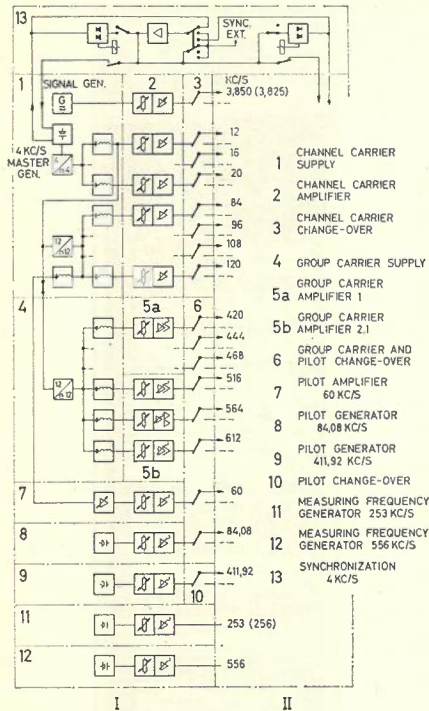 13
SYNC.
EXT.
1
SIGNAL GEN.
2
3
KC/S
3,850 (3,825)
G
4 KC/S
MASTER
GEN.
4
n·4
12
16
20
84
96
108
120
12
n·12
4
5a
6
420
444
468
516
564
612
12
n·12
5b
7
60
8
84,08
9
411,92
10
11
253 (256)
12
556
I
II
1 CHANNEL CARRIER
SUPPLY
2 CHANNEL CARRIER
AMPLIFIER
3 CHANNEL CARRIER
CHANGE-OVER
4 GROUP CARRIER SUPPLY
5a GROUP CARRIER
AMPLIFIER 1
5b GROUP CARRIER
AMPLIFIER 2.1
6 GROUP CARRIER AND
PILOT CHANGE-OVER
7 PILOT AMPLIFIER
60 KC/S
8 PILOT GENERATOR
84,08 KC/S
9 PILOT GENERATOR
411,92 KC/S
10 PILOT CHANGE-OVER
11 MEASURING FREQUENCY
GENERATOR 253 KC/S
12 MEASURING FREQUENCY
GENERATOR 556 KC/S
13 SYNCHRONIZATION
4 KC/S